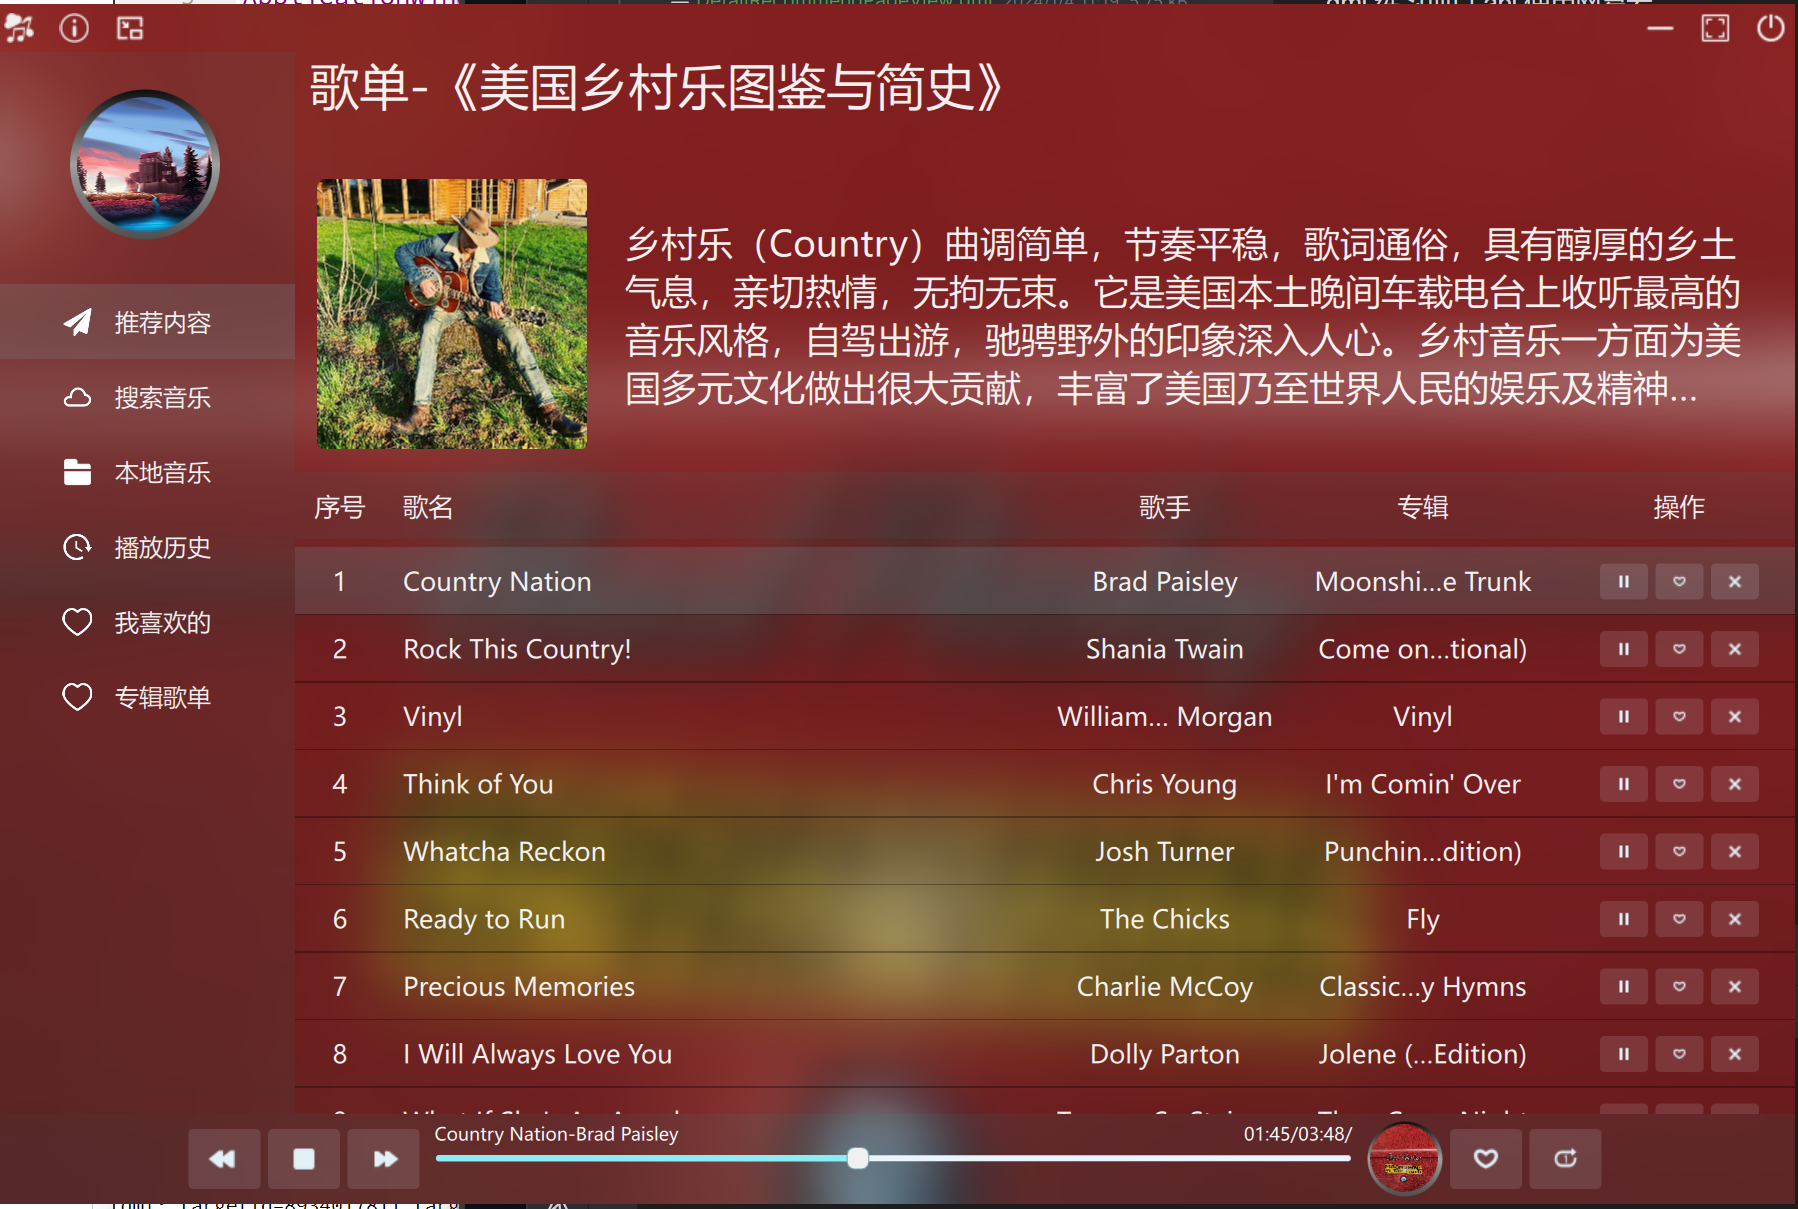 歌单-《美国乡村乐图鉴与简史》
推荐内容
搜索音乐
本地音乐
播放历史
我喜欢的
专辑歌单
乡村乐（Country）曲调简单，节奏平稳，歌词通俗，具有醇厚的乡土
气息，亲切热情，无拘无束。它是美国本土晚间车载电台上收听最高的
音乐风格，自驾出游，驰骋野外的印象深入人心。乡村音乐一方面为美
国多元文化做出很大贡献，丰富了美国乃至世界人民的娱乐及精神...
序号 歌名 歌手 专辑 操作
1 Country Nation Brad Paisley Moonshi...e Trunk
2 Rock This Country! Shania Twain Come on...tional)
3 Vinyl William... Morgan Vinyl
4 Think of You Chris Young I'm Comin' Over
5 Whatcha Reckon Josh Turner Punchin...dition)
6 Ready to Run The Chicks Fly
7 Precious Memories Charlie McCoy Classic...y Hymns
8 I Will Always Love You Dolly Parton Jolene (...Edition)
Country Nation-Brad Paisley 01:45/03:48/